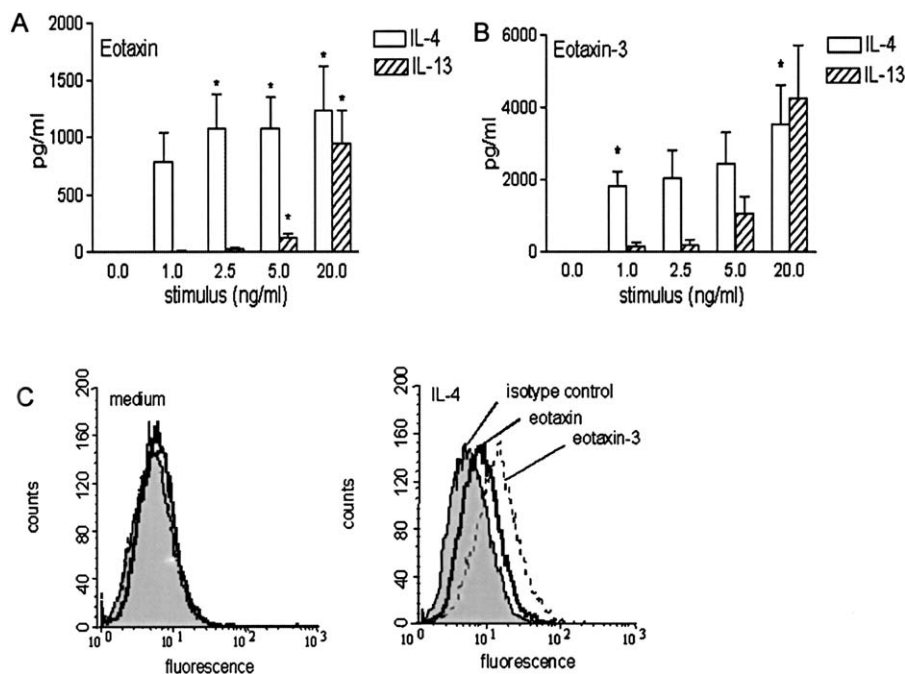 A
Eotaxin
IL-4
IL-13
2000
1500
1000
500
0
pg/ml
* * * *
*
0.0 1.0 2.5 5.0 20.0
stimulus (ng/ml)
B
Eotaxin-3
IL-4
IL-13
6000
4000
2000
0
pg/ml
* *
0.0 1.0 2.5 5.0 20.0
stimulus (ng/ml)
C
medium
200
160
120
80
40
0
counts
10^0 10^1 10^2 10^3
fluorescence
IL-4
isotype control
eotaxin
eotaxin-3
200
160
120
80
40
0
counts
10^0 10^1 10^2 10^3
fluorescence